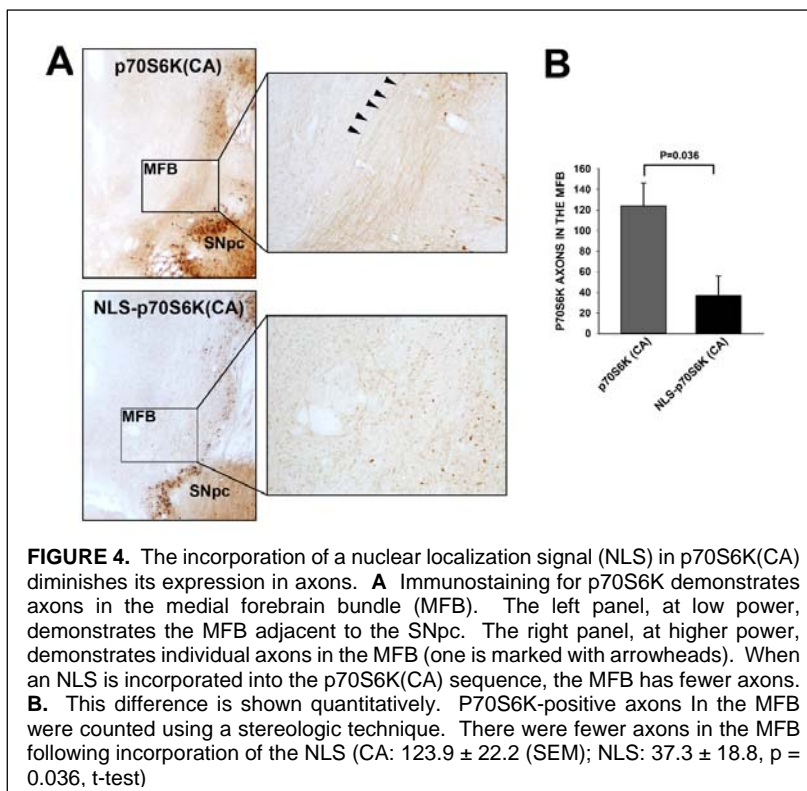 A
p70S6K(CA)
MFB
SNpc
NLS-p70S6K(CA)
MFB
SNpc
B
P=0.036
P70S6K AXONS IN THE MFB
160
140
120
100
80
60
40
20
0
p70S6K (CA)
NLS-p70S6K (CA)
FIGURE 4. The incorporation of a nuclear localization signal (NLS) in p70S6K(CA)
diminishes its expression in axons. A Immunostaining for p70S6K demonstrates
axons in the medial forebrain bundle (MFB). The left panel, at low power,
demonstrates the MFB adjacent to the SNpc. The right panel, at higher power,
demonstrates individual axons in the MFB (one is marked with arrowheads). When
an NLS is incorporated into the p70S6K(CA) sequence, the MFB has fewer axons.
B. This difference is shown quantitatively. P70S6K-positive axons In the MFB
were counted using a stereologic technique. There were fewer axons in the MFB
following incorporation of the NLS (CA: 123.9 ± 22.2 (SEM); NLS: 37.3 ± 18.8, p =
0.036, t-test)